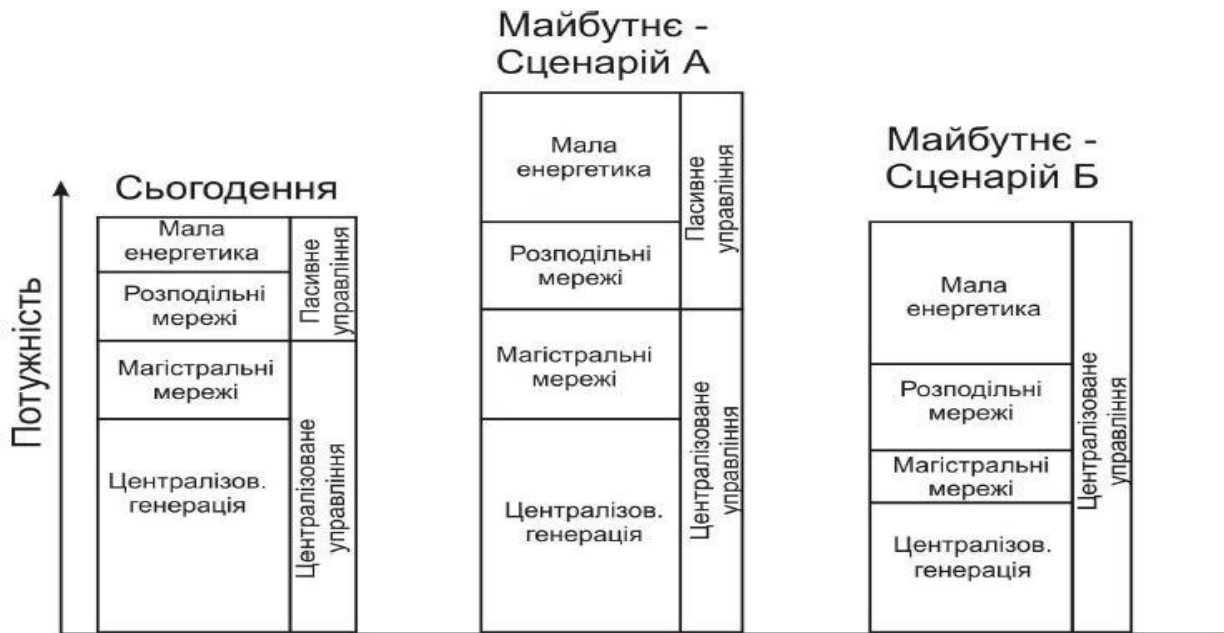 Потужність
Сьогодення
Мала
енергетика
Розподільні
мережі
Магістральні
мережі
Централізов.
генерація
Пасивне
управління
Централізоване
управління
Майбутнє -
Сценарій А
Мала
енергетика
Розподільні
мережі
Магістральні
мережі
Централізов.
генерація
Пасивне
управління
Централізоване
управління
Майбутнє -
Сценарій Б
Мала
енергетика
Розподільні
мережі
Магістральні
мережі
Централізов.
генерація
Централізоване
управління